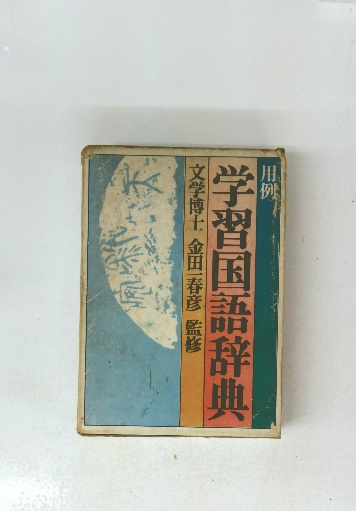 用例
学習国語辞典
文学博士 金田一春彦 監修